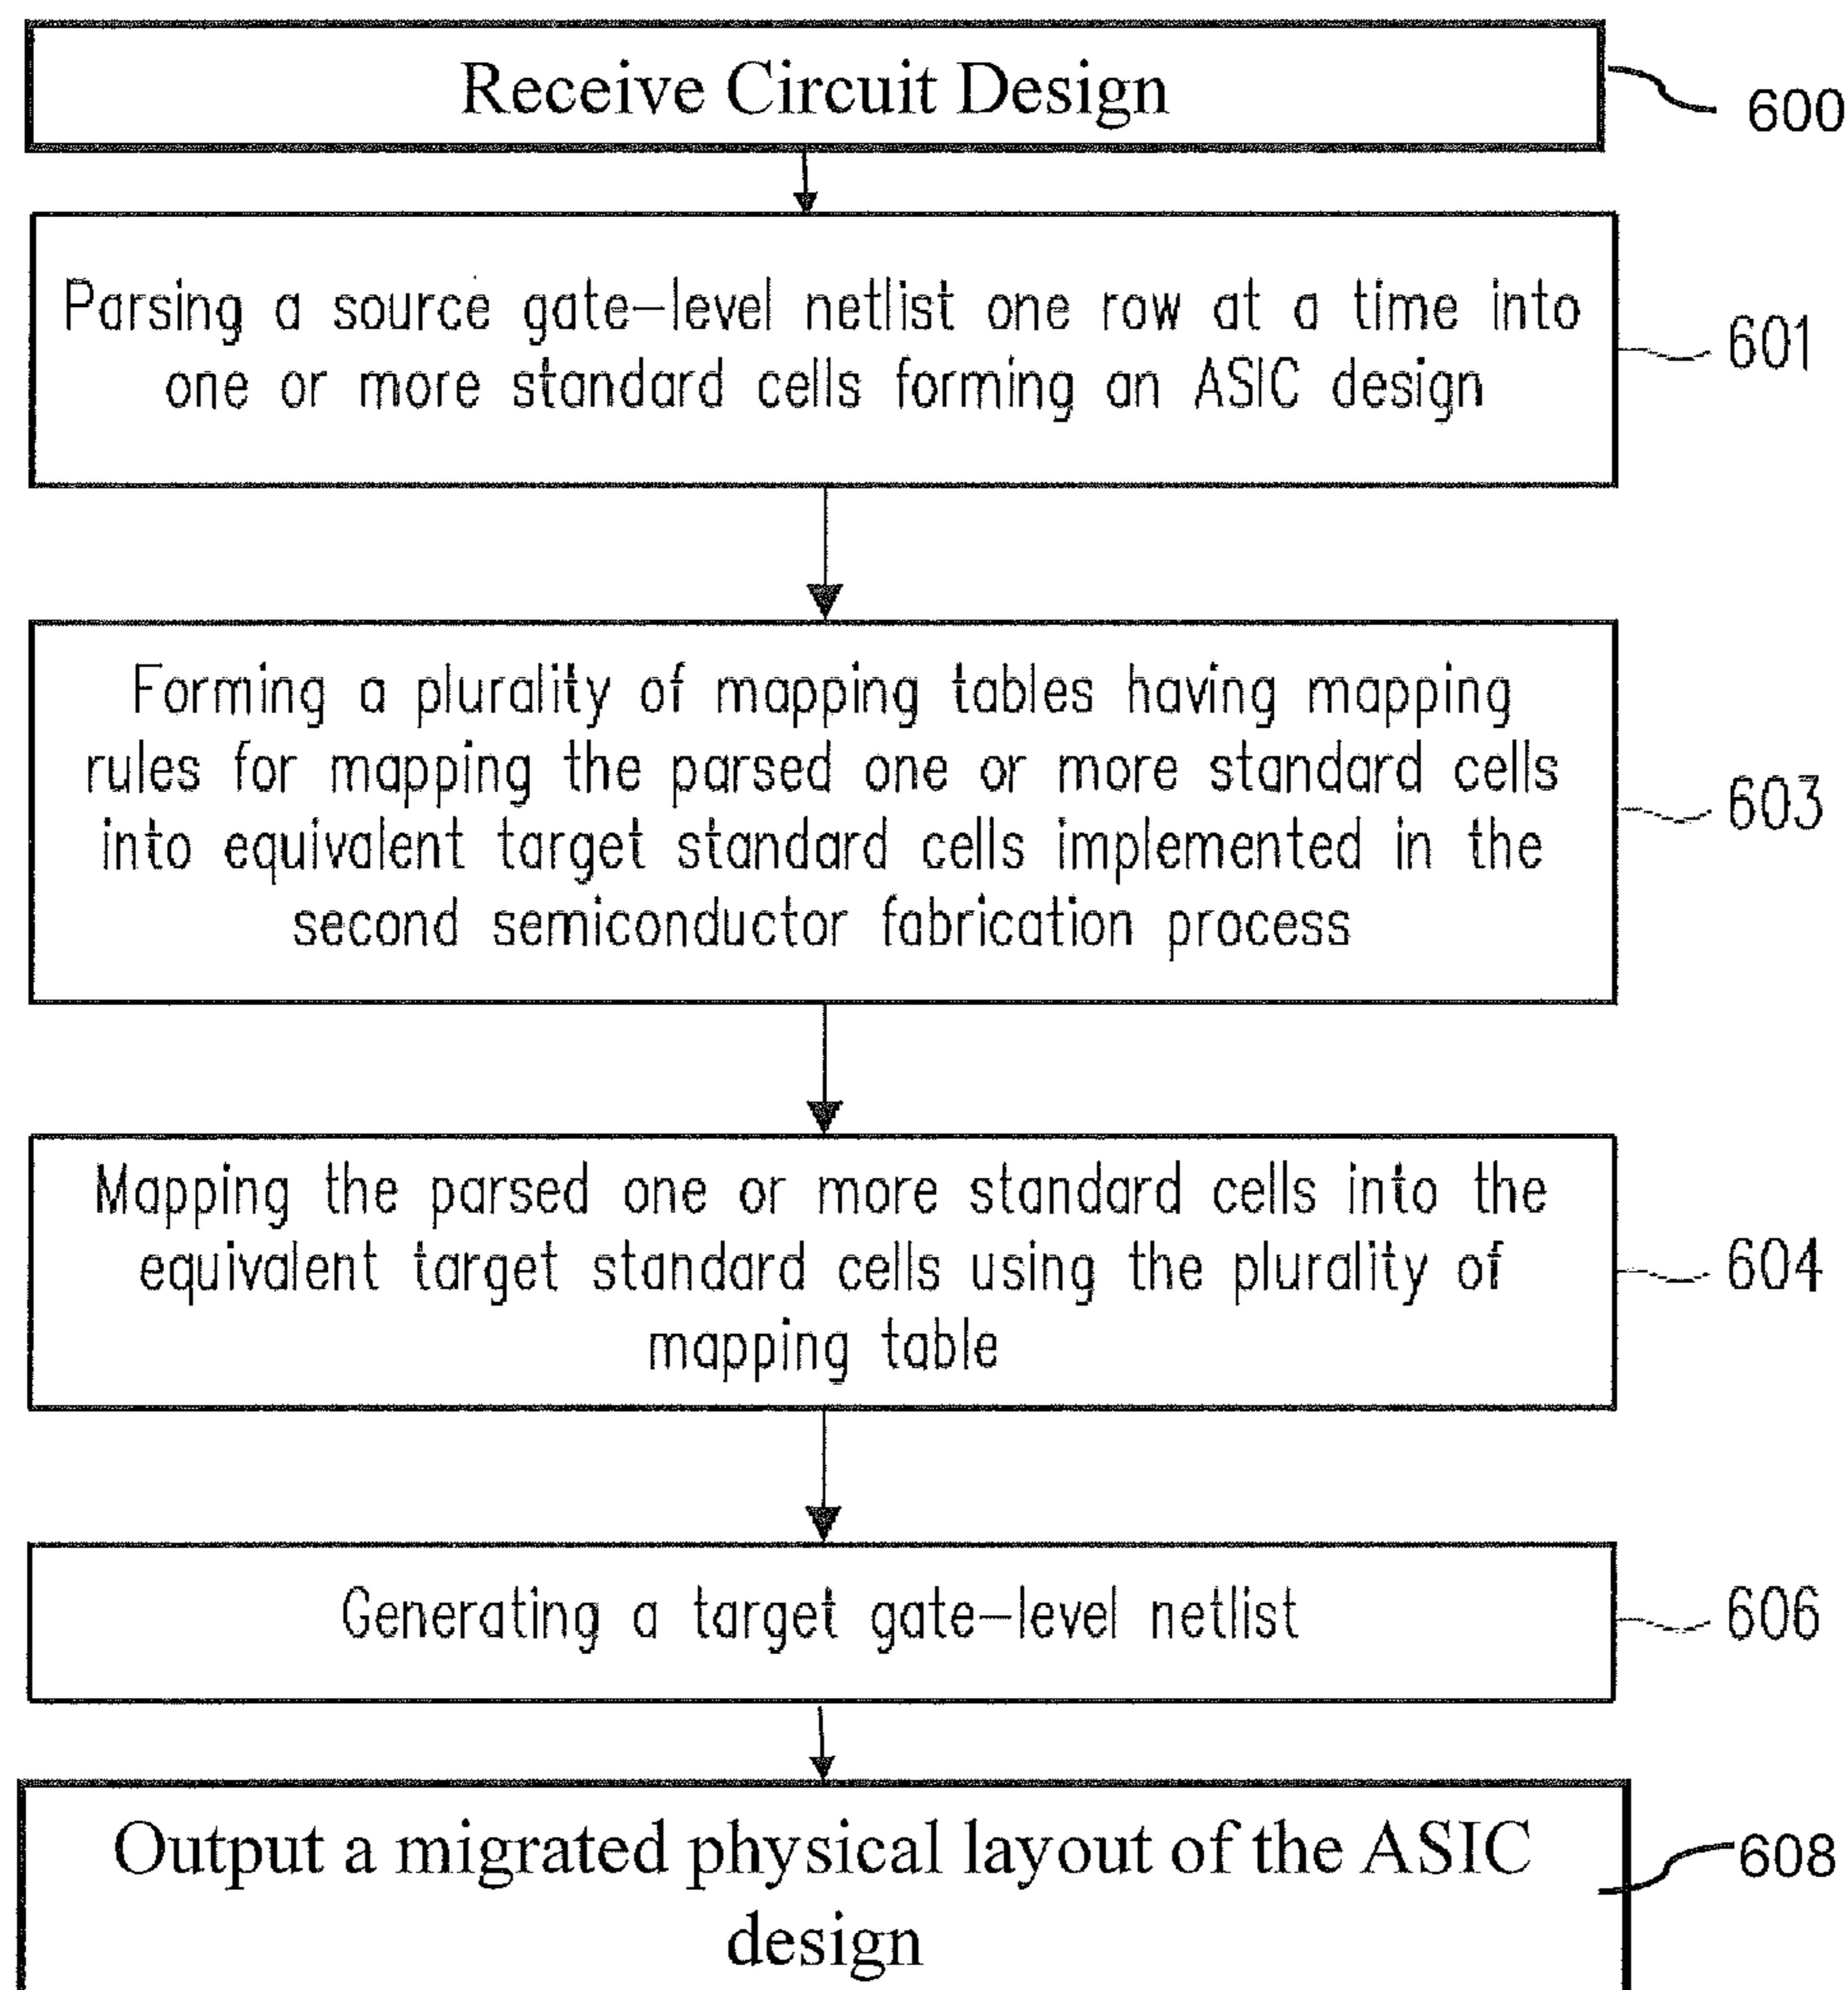 Receive Circuit Design
600
Parsing a source gate-level netlist one row at a time into
one or more standard cells forming an ASIC design
601
Forming a plurality of mapping tables having mapping
rules for mapping the parsed one or more standard cells
into equivalent target standard cells implemented in the
second semiconductor fabrication process
603
Mapping the parsed one or more standard cells into the
equivalent target standard cells using the plurality of
mapping table
604
Generating a target gate-level netlist
606
Output a migrated physical layout of the ASIC
design
608